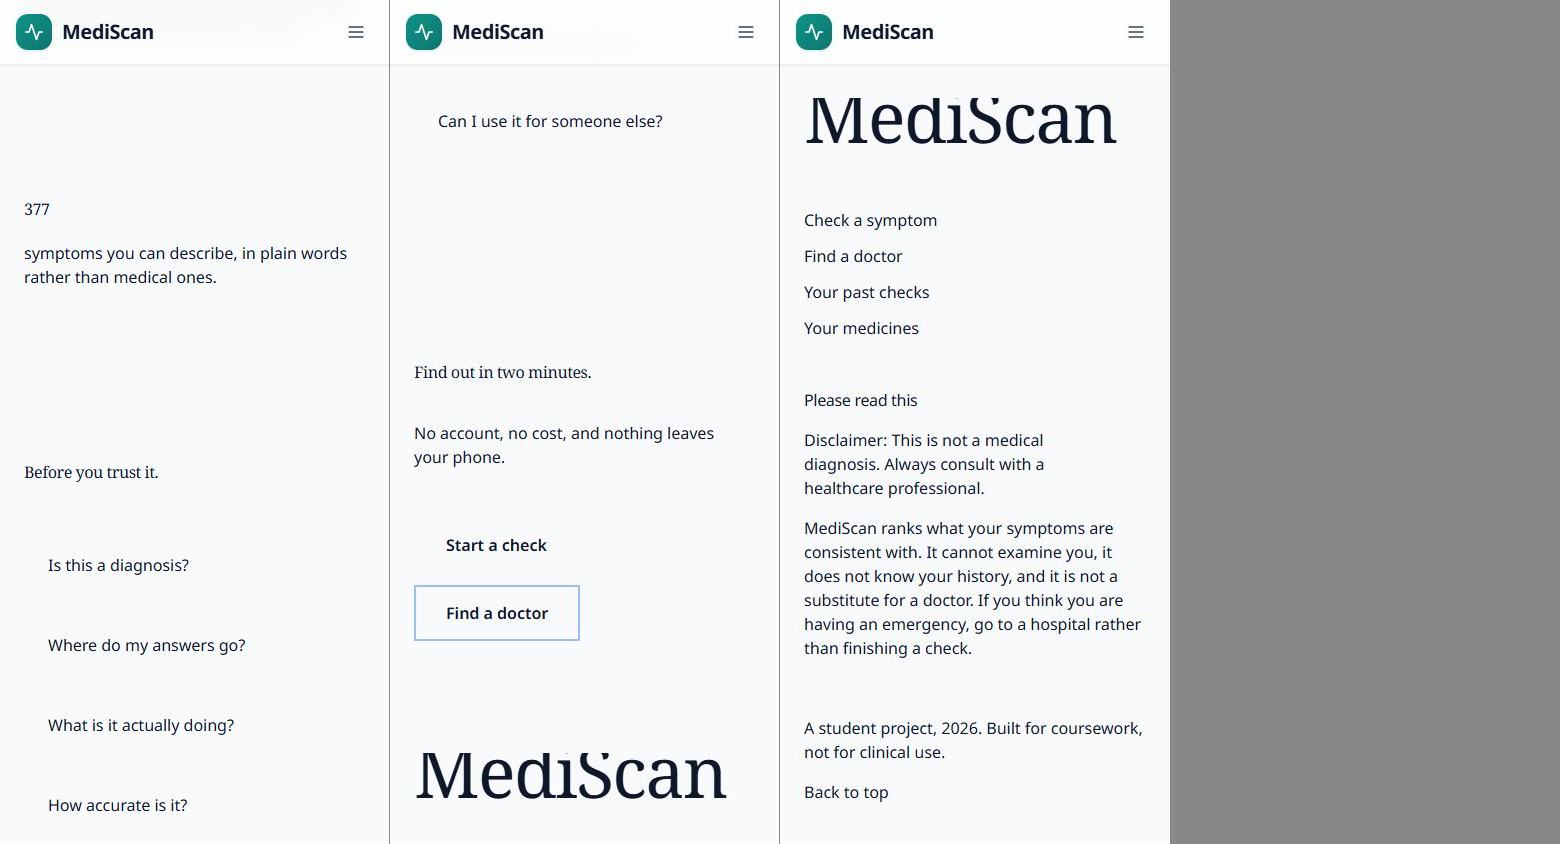 MediScan
377
symptoms you can describe, in plain words
rather than medical ones.
Before you trust it.
Is this a diagnosis?
Where do my answers go?
What is it actually doing?
How accurate is it?
MediScan
Can I use it for someone else?
Find out in two minutes.
No account, no cost, and nothing leaves
your phone.
Start a check
Find a doctor
MediScan
MediScan
MediScan
Check a symptom
Find a doctor
Your past checks
Your medicines
Please read this
Disclaimer: This is not a medical
diagnosis. Always consult with a
healthcare professional.
MediScan ranks what your symptoms are
consistent with. It cannot examine you, it
does not know your history, and it is not a
substitute for a doctor. If you think you are
having an emergency, go to a hospital rather
than finishing a check.
A student project, 2026. Built for coursework,
not for clinical use.
Back to top